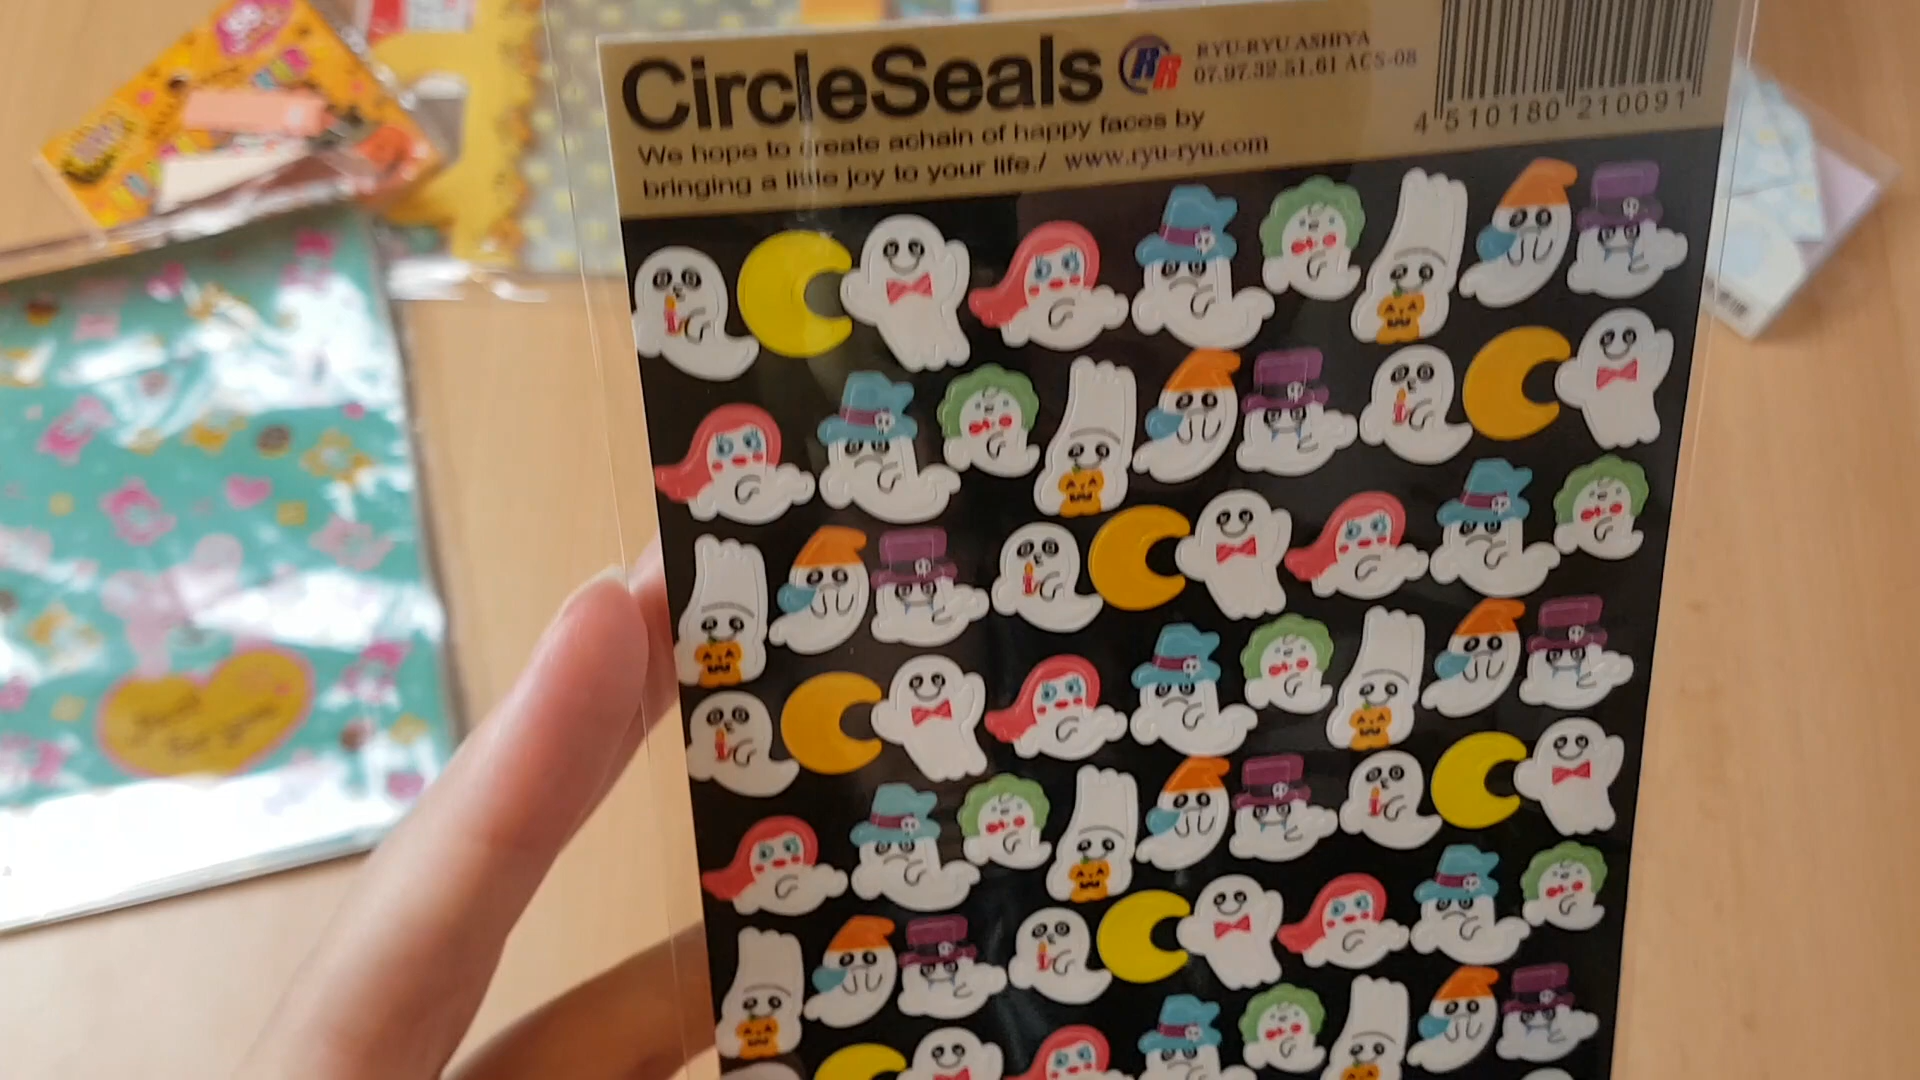 CircleSeals
RR
RYU-RYU ASHIYA
07.97.32.51.61 ACS-08
We hope to create achain of happy faces by
bringing a little joy to your life./ www.ryu-ryu.com
4 510180 210091